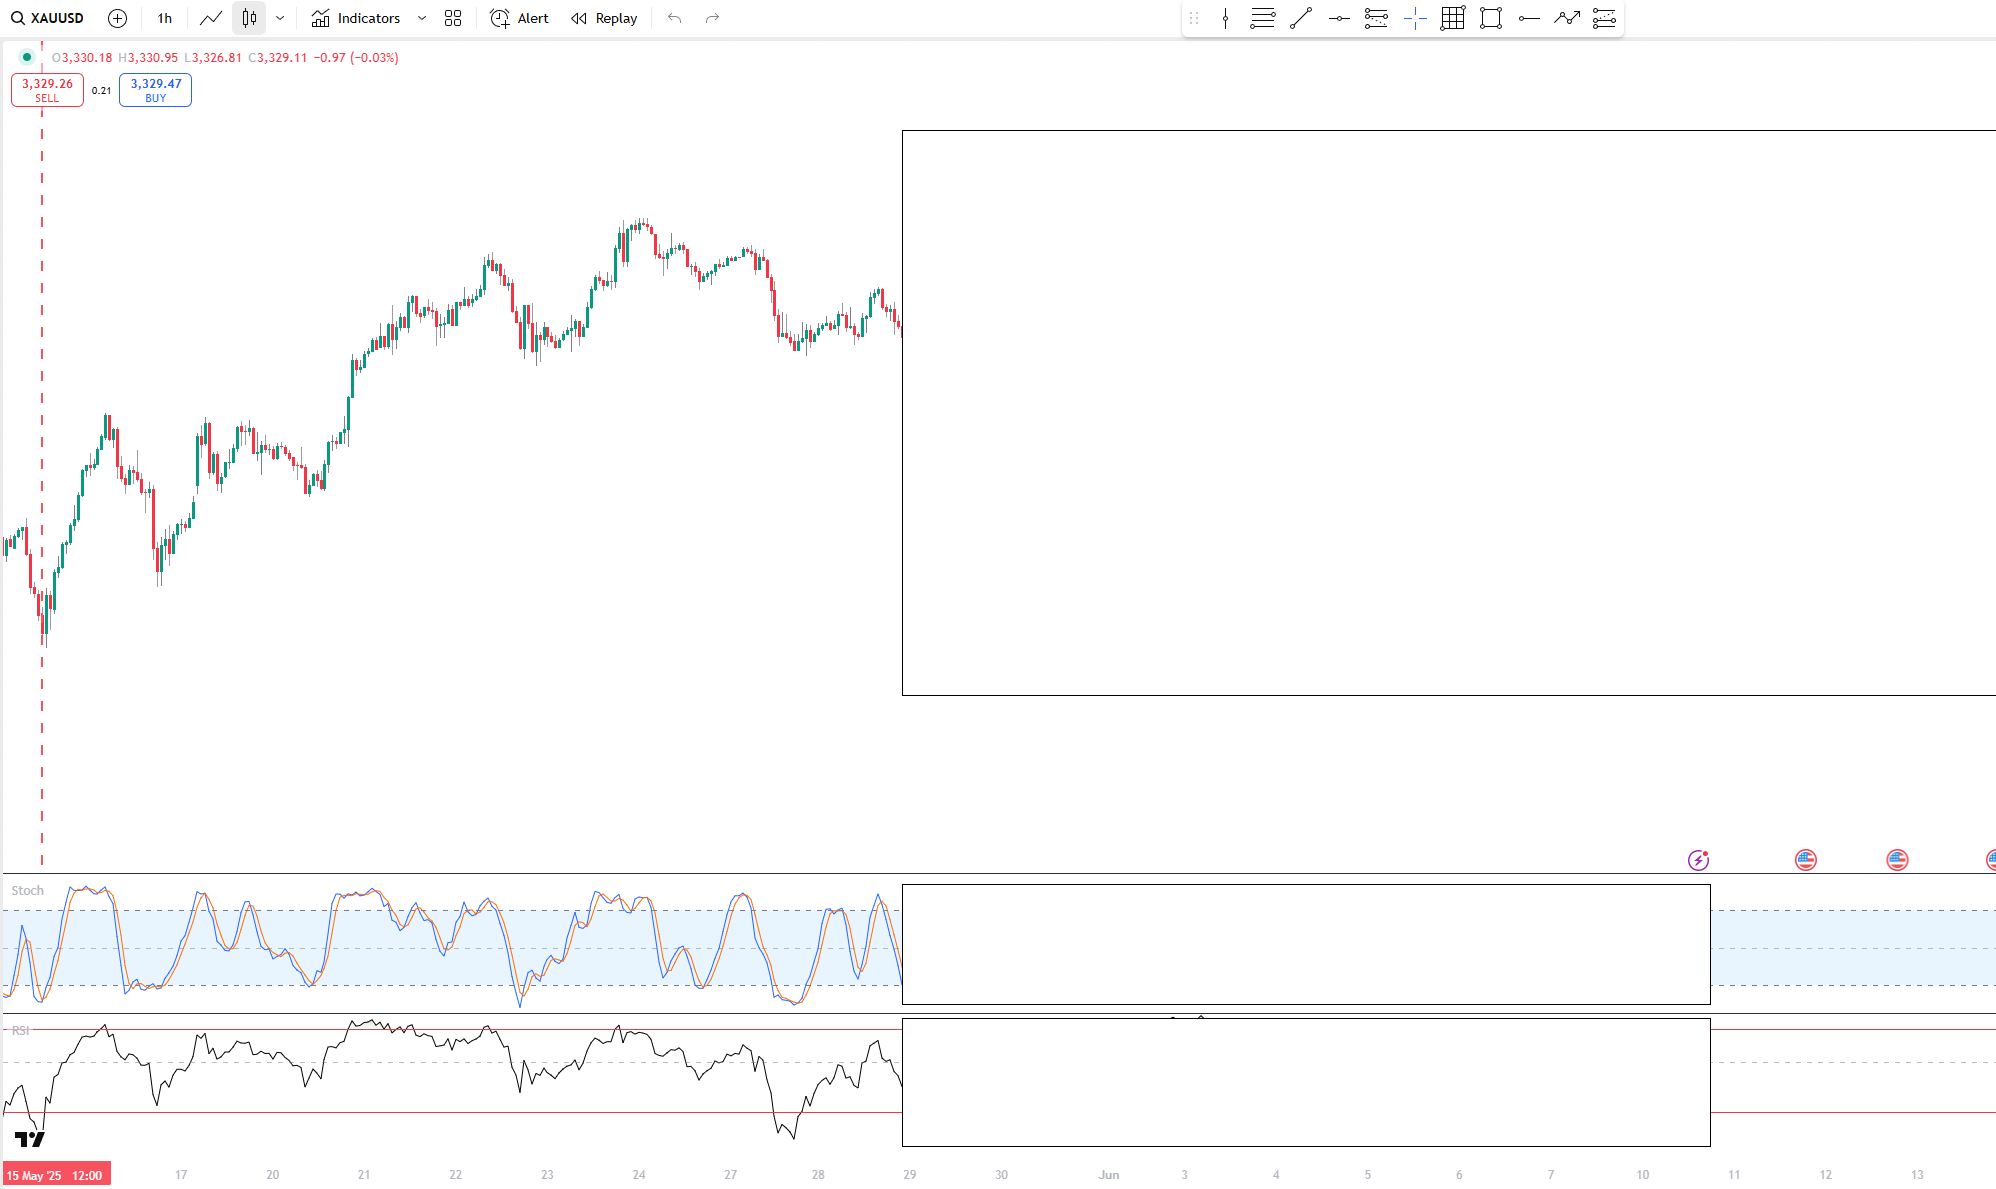 XAUUSD 1h Indicators Alert Replay
O3,330.18 H3,330.95 L3,326.81 C3,329.11 −0.97 (−0.03%)
3,329.26 0.21 3,329.47
SELL BUY
Stoch
RSI
15 May '25 12:00 17 20 21 22 23 24 27 28 29 30 Jun 3 4 5 6 7 10 11 12 13